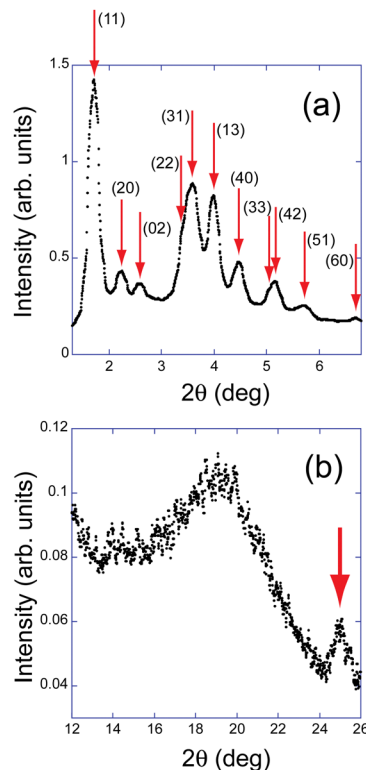 (11)
1.5
(a)
(31)
(13)
(22)
1
(20)
(02)
(40)
(33)
(42)
(51)
(60)
0.5
0
Intensity (arb. units)
2 3 4 5 6
2θ (deg)
0.12
(b)
0.1
0.08
0.06
0.04
Intensity (arb. units)
12 14 16 18 20 22 24 26
2θ (deg)